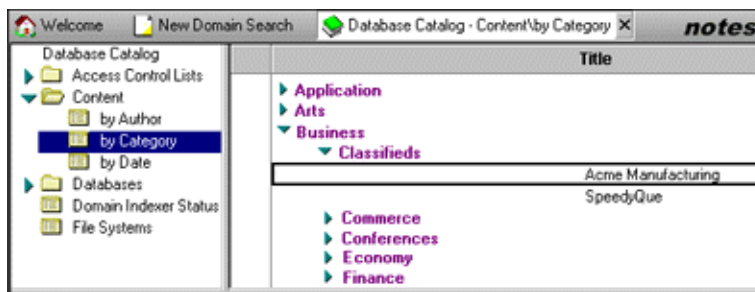 Welcome
New Domain Search
Database Catalog - Content\by Category
notes
Database Catalog
Access Control Lists
Content
by Author
by Category
by Date
Databases
Domain Indexer Status
File Systems
Title
Application
Arts
Business
Classifieds
Acme Manufacturing
SpeedyQue
Commerce
Conferences
Economy
Finance